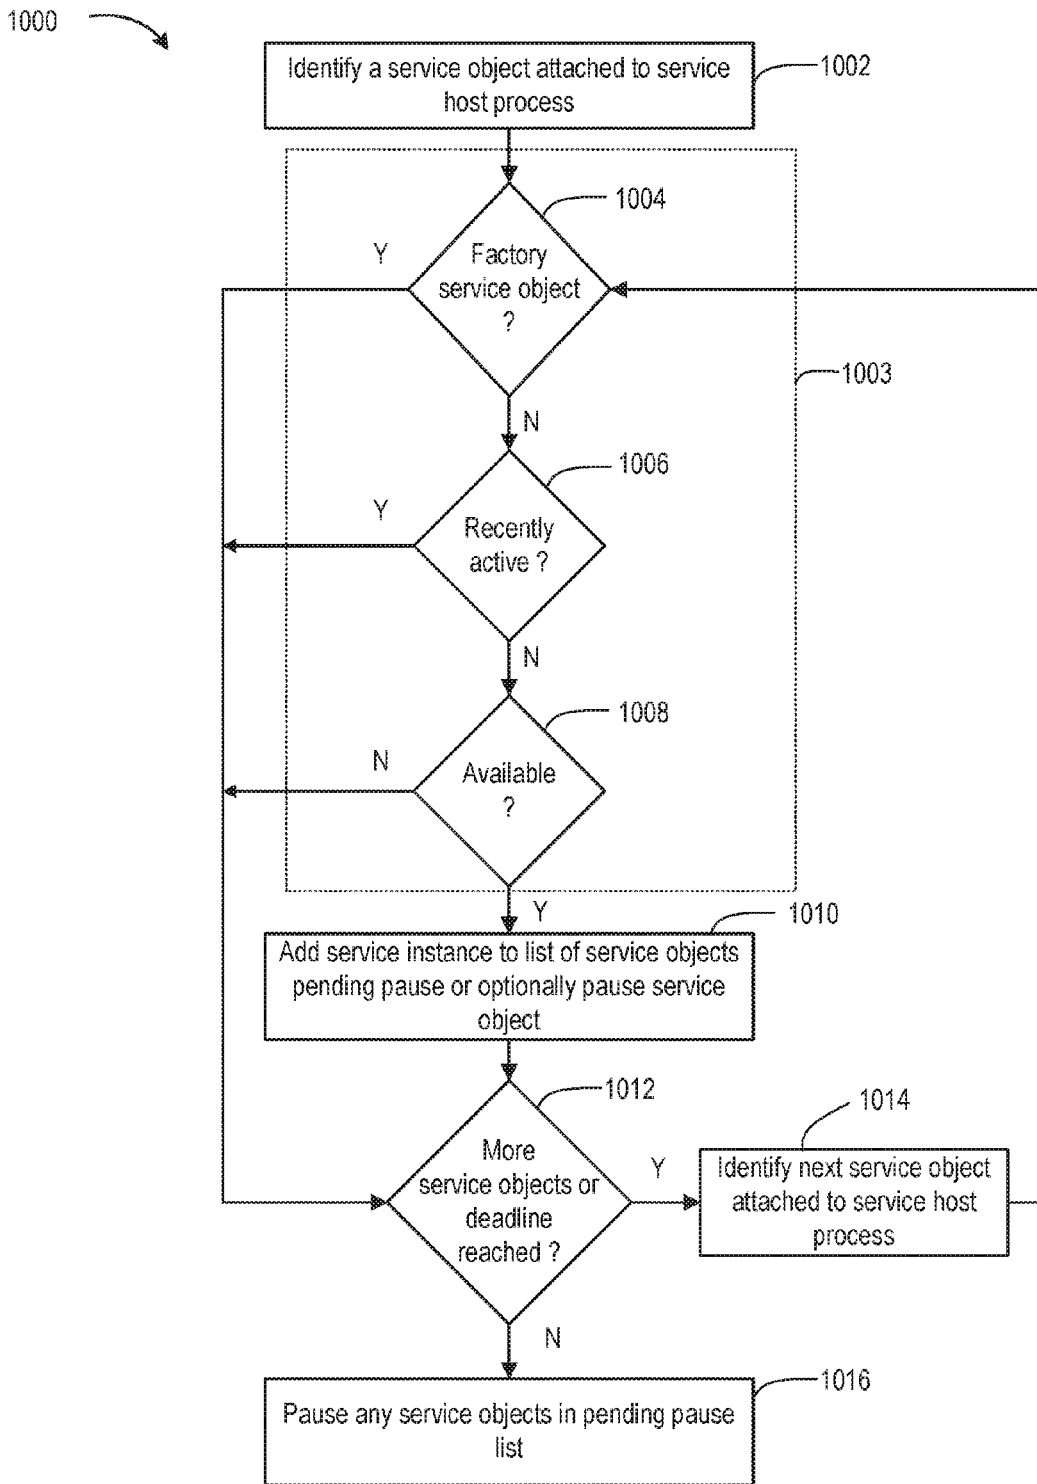 1000
Identify a service object attached to service
host process
1002
1004
Y
Factory
service object
?
1003
N
1006
Y
Recently
active ?
N
1008
N
Available
?
Y
1010
Add service instance to list of service objects
pending pause or optionally pause service
object
1012
1014
More
service objects or
deadline
reached ?
Y
Identify next service object
attached to service host
process
N
1016
Pause any service objects in pending pause
list